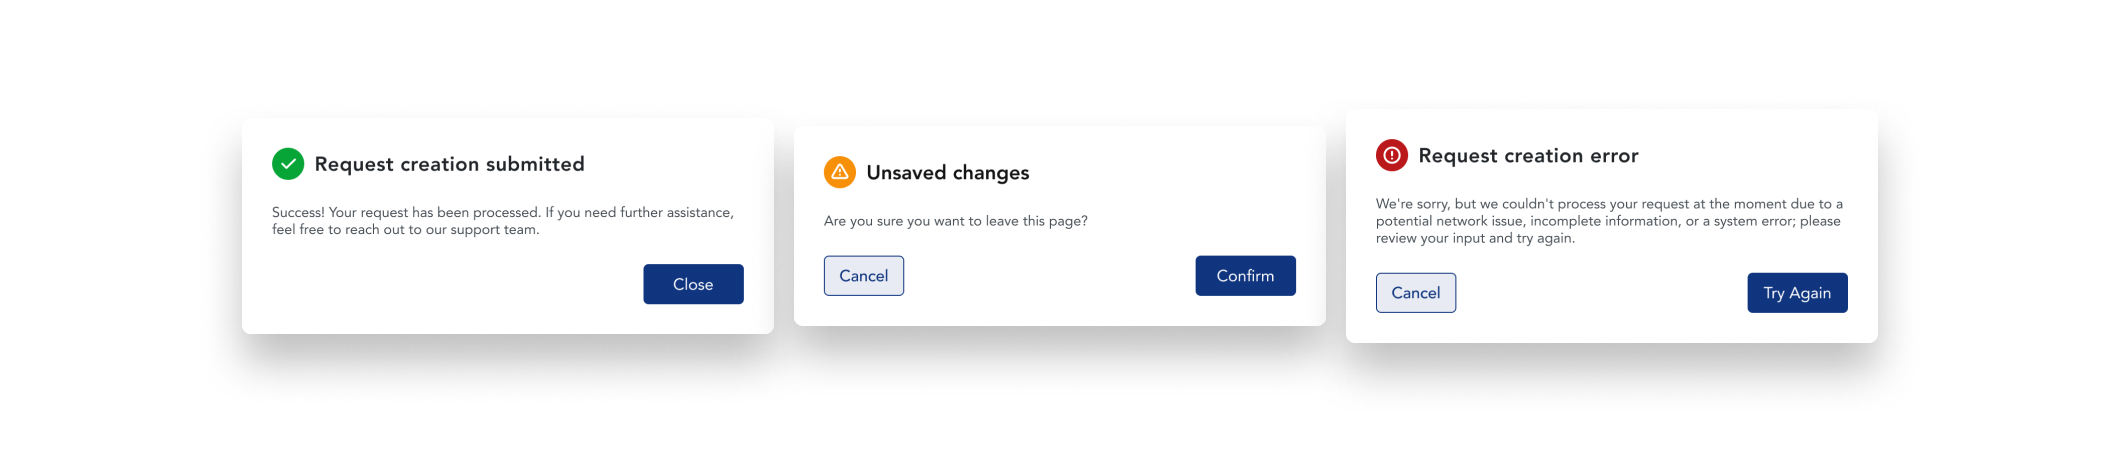 Request creation submitted
Success! Your request has been processed. If you need further assistance,
feel free to reach out to our support team.
Close
Unsaved changes
Are you sure you want to leave this page?
Cancel
Confirm
Request creation error
We're sorry, but we couldn't process your request at the moment due to a
potential network issue, incomplete information, or a system error; please
review your input and try again.
Cancel
Try Again